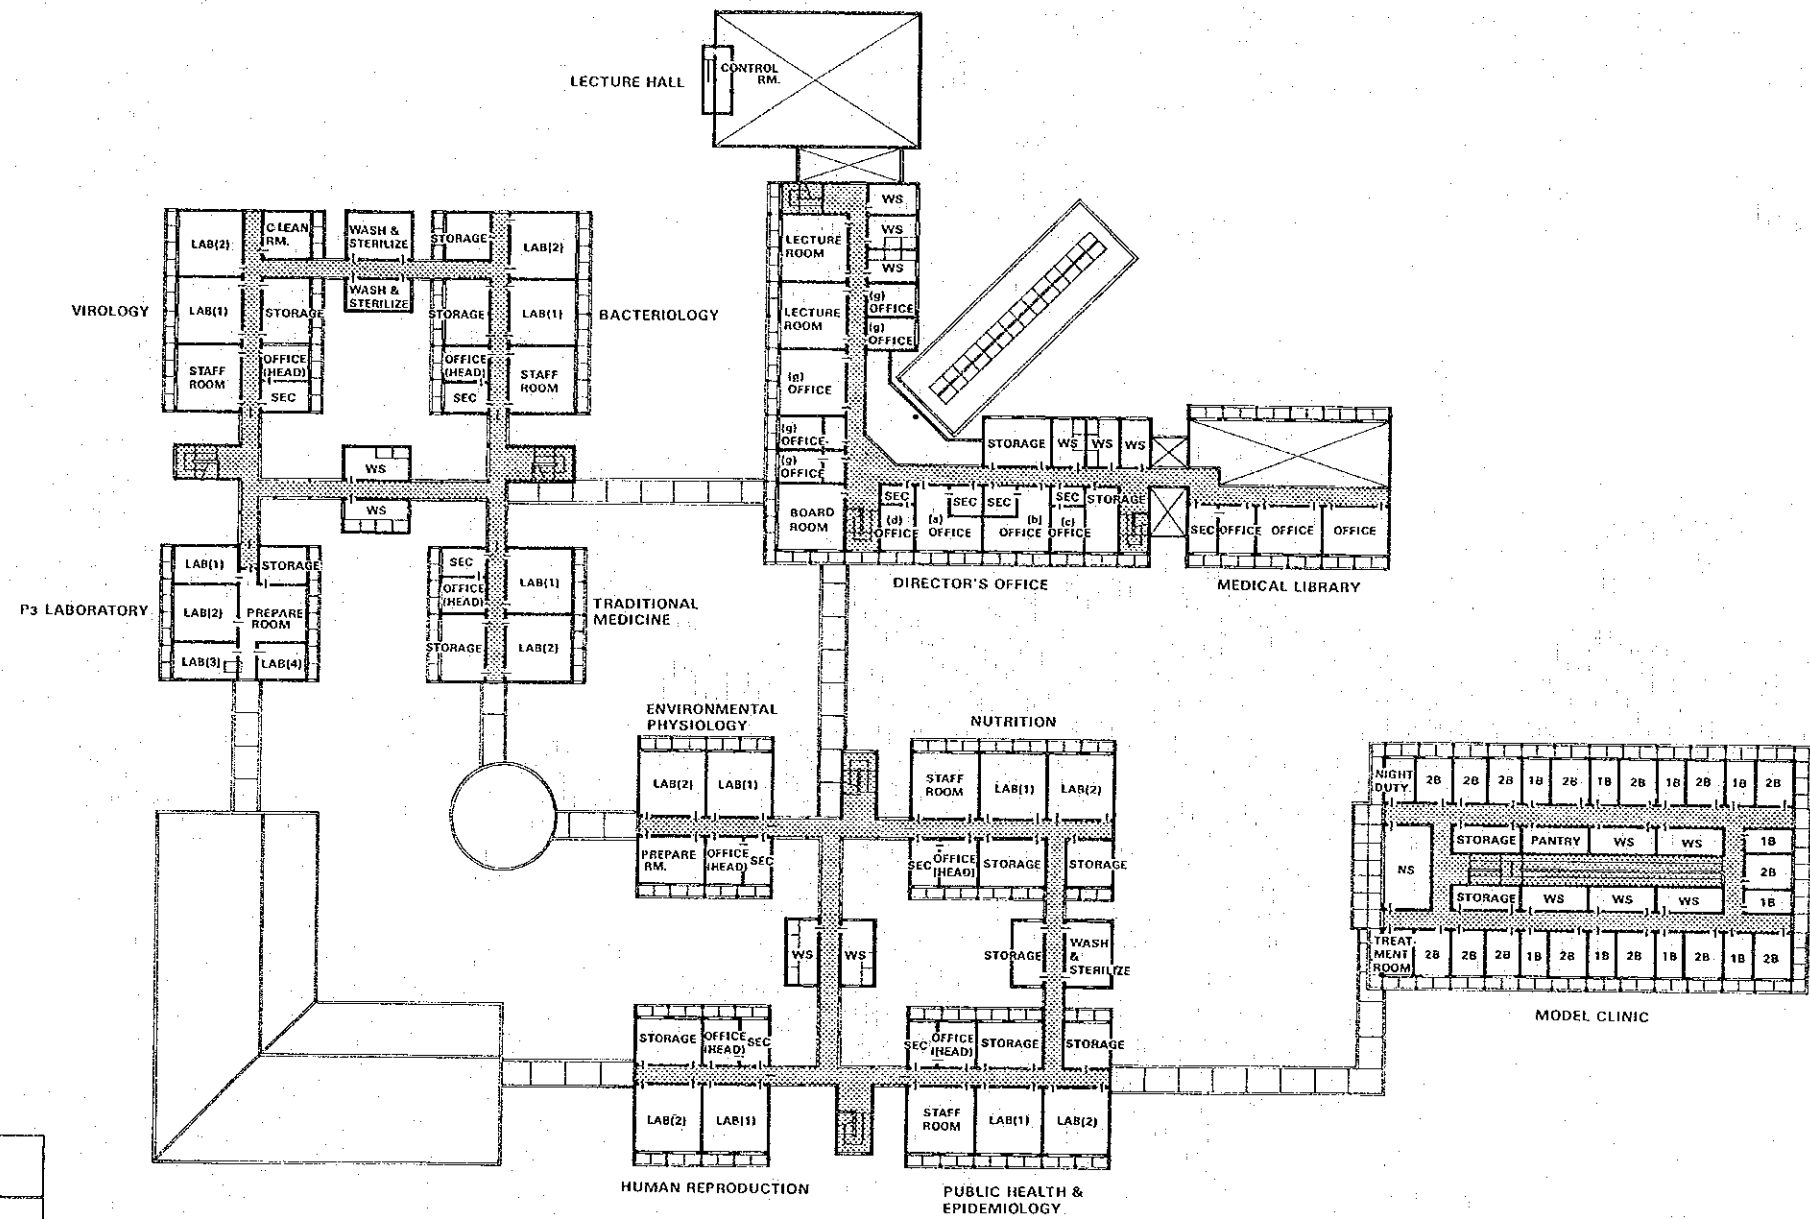 LECTURE HALL
CONTROL
RM.
WS
WS
WS
LECTURE
ROOM
LECTURE
ROOM
(g)
OFFICE
(g)
OFFICE
(g)
OFFICE
(g)
OFFICE
(g)
OFFICE
BOARD
ROOM
STORAGE
WS
WS
WS
SEC
(d)
OFFICE
SEC
(a)
OFFICE
SEC
(b)
OFFICE
SEC
(c)
OFFICE
STORAGE
DIRECTOR'S OFFICE
SEC
OFFICE
OFFICE
OFFICE
MEDICAL LIBRARY
VIROLOGY
LAB(2)
CLEAN
RM.
LAB(1)
STORAGE
STAFF
ROOM
OFFICE
(HEAD)
SEC
WASH &
STERILIZE
WASH &
STERILIZE
BACTERIOLOGY
STORAGE
LAB(2)
STORAGE
LAB(1)
OFFICE
(HEAD)
SEC
STAFF
ROOM
WS
WS
P3 LABORATORY
LAB(1)
STORAGE
LAB(2)
PREPARE
ROOM
LAB(3)
LAB(4)
SEC
OFFICE
(HEAD)
LAB(1)
STORAGE
LAB(2)
TRADITIONAL
MEDICINE
ENVIRONMENTAL
PHYSIOLOGY
LAB(2)
LAB(1)
PREPARE
RM.
OFFICE
(HEAD)
SEC
NUTRITION
STAFF
ROOM
LAB(1)
LAB(2)
SEC
OFFICE
(HEAD)
STORAGE
STORAGE
WS
WS
STORAGE
WASH
&
STERILIZE
STORAGE
OFFICE
(HEAD)
SEC
LAB(2)
LAB(1)
HUMAN REPRODUCTION
SEC
OFFICE
(HEAD)
STORAGE
STORAGE
STAFF
ROOM
LAB(1)
LAB(2)
PUBLIC HEALTH &
EPIDEMIOLOGY
NIGHT
DUTY.
2B
2B
2B
1B
2B
1B
2B
1B
2B
1B
2B
STORAGE
PANTRY
WS
WS
1B
NS
2B
STORAGE
WS
WS
WS
1B
TREAT
MENT
ROOM
2B
2B
2B
1B
2B
1B
2B
1B
2B
1B
2B
MODEL CLINIC